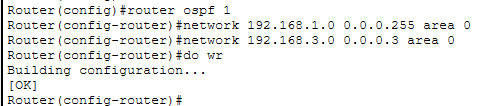 Router(config)#router ospf 1
Router(config-router)#network 192.168.1.0 0.0.0.255 area 0
Router(config-router)#network 192.168.3.0 0.0.0.3 area 0
Router(config-router)#do wr
Building configuration...
[OK]
Router(config-router)#